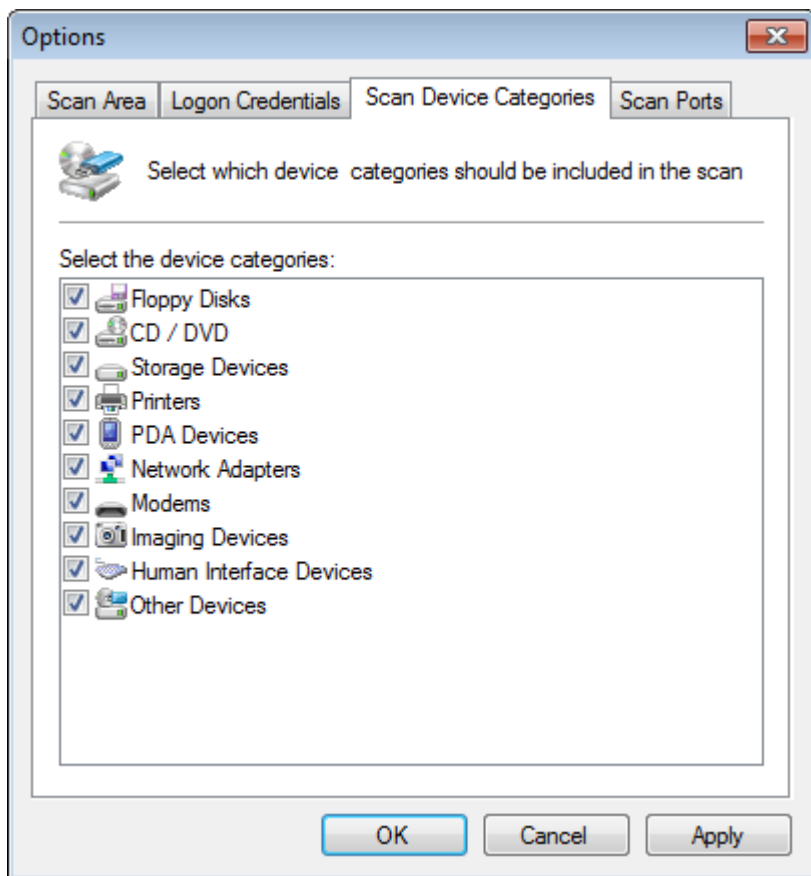 Options
Scan Area Logon Credentials Scan Device Categories Scan Ports
Select which device categories should be included in the scan
Select the device categories:
Floppy Disks
CD / DVD
Storage Devices
Printers
PDA Devices
Network Adapters
Modems
Imaging Devices
Human Interface Devices
Other Devices
OK Cancel Apply